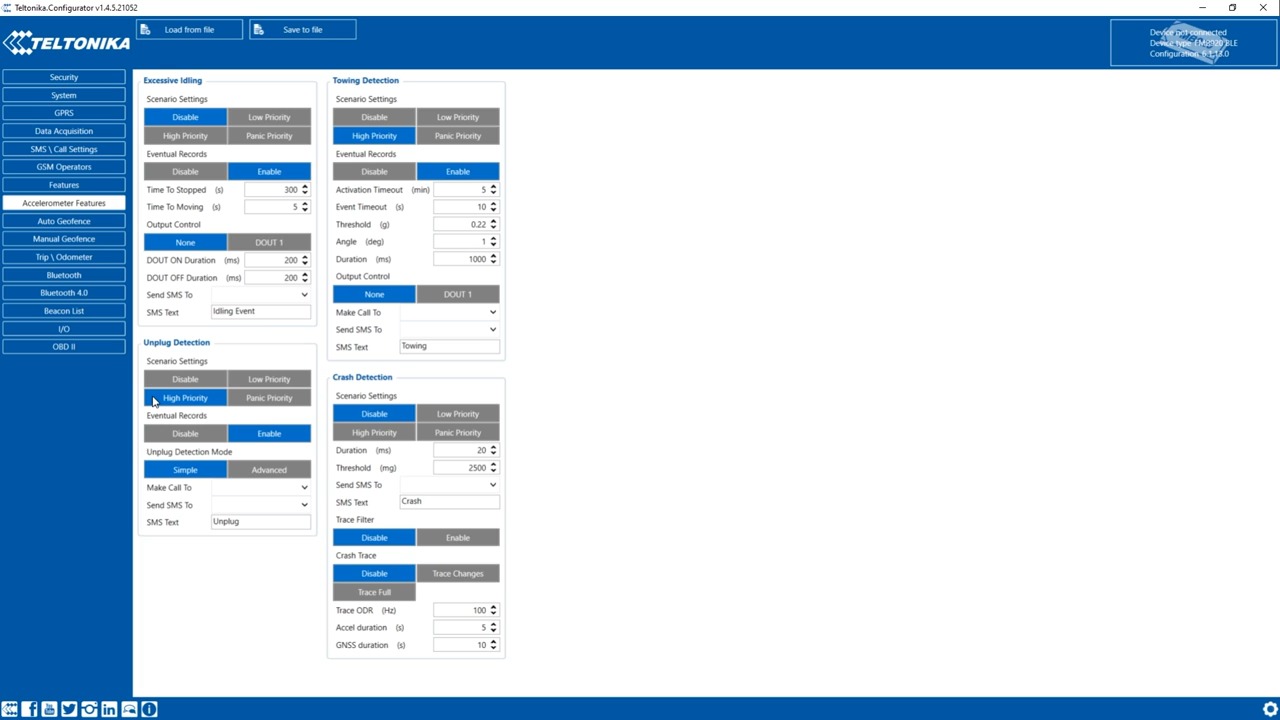 Teltonika.Configurator v1.4.5.21052
TELTONIKA
Load from file
Save to file
Device not connected
Device type: FMB920 BLE
Security
System
GPRS
Data Acquisition
SMS \ Call Settings
GSM Operators
Features
Accelerometer Features
Auto Geofence
Manual Geofence
Trip \ Odometer
Bluetooth
Bluetooth 4.0
Beacon List
I/O
OBD II
Excessive Idling
Scenario Settings
Disable Low Priority
High Priority Panic Priority
Eventual Records
Disable Enable
Time To Stopped (s) 300
Time To Moving (s) 5
Output Control
None DOUT 1
DOUT ON Duration (ms) 200
DOUT OFF Duration (ms) 200
Send SMS To
SMS Text Idling Event
Unplug Detection
Scenario Settings
Disable Low Priority
High Priority Panic Priority
Eventual Records
Disable Enable
Unplug Detection Mode
Simple Advanced
Make Call To
Send SMS To
SMS Text Unplug
Towing Detection
Scenario Settings
Disable Low Priority
High Priority Panic Priority
Eventual Records
Disable Enable
Activation Timeout (min) 5
Event Timeout (s) 10
Threshold (g) 0.22
Angle (deg) 1
Duration (ms) 1000
Output Control
None DOUT 1
Make Call To
Send SMS To
SMS Text Towing
Crash Detection
Scenario Settings
Disable Low Priority
High Priority Panic Priority
Duration (ms) 20
Threshold (mg) 2500
Send SMS To
SMS Text Crash
Trace Filter
Disable Enable
Crash Trace
Disable Trace Changes
Trace Full
Trace ODR (Hz) 100
Accel duration (s) 5
GNSS duration (s) 10